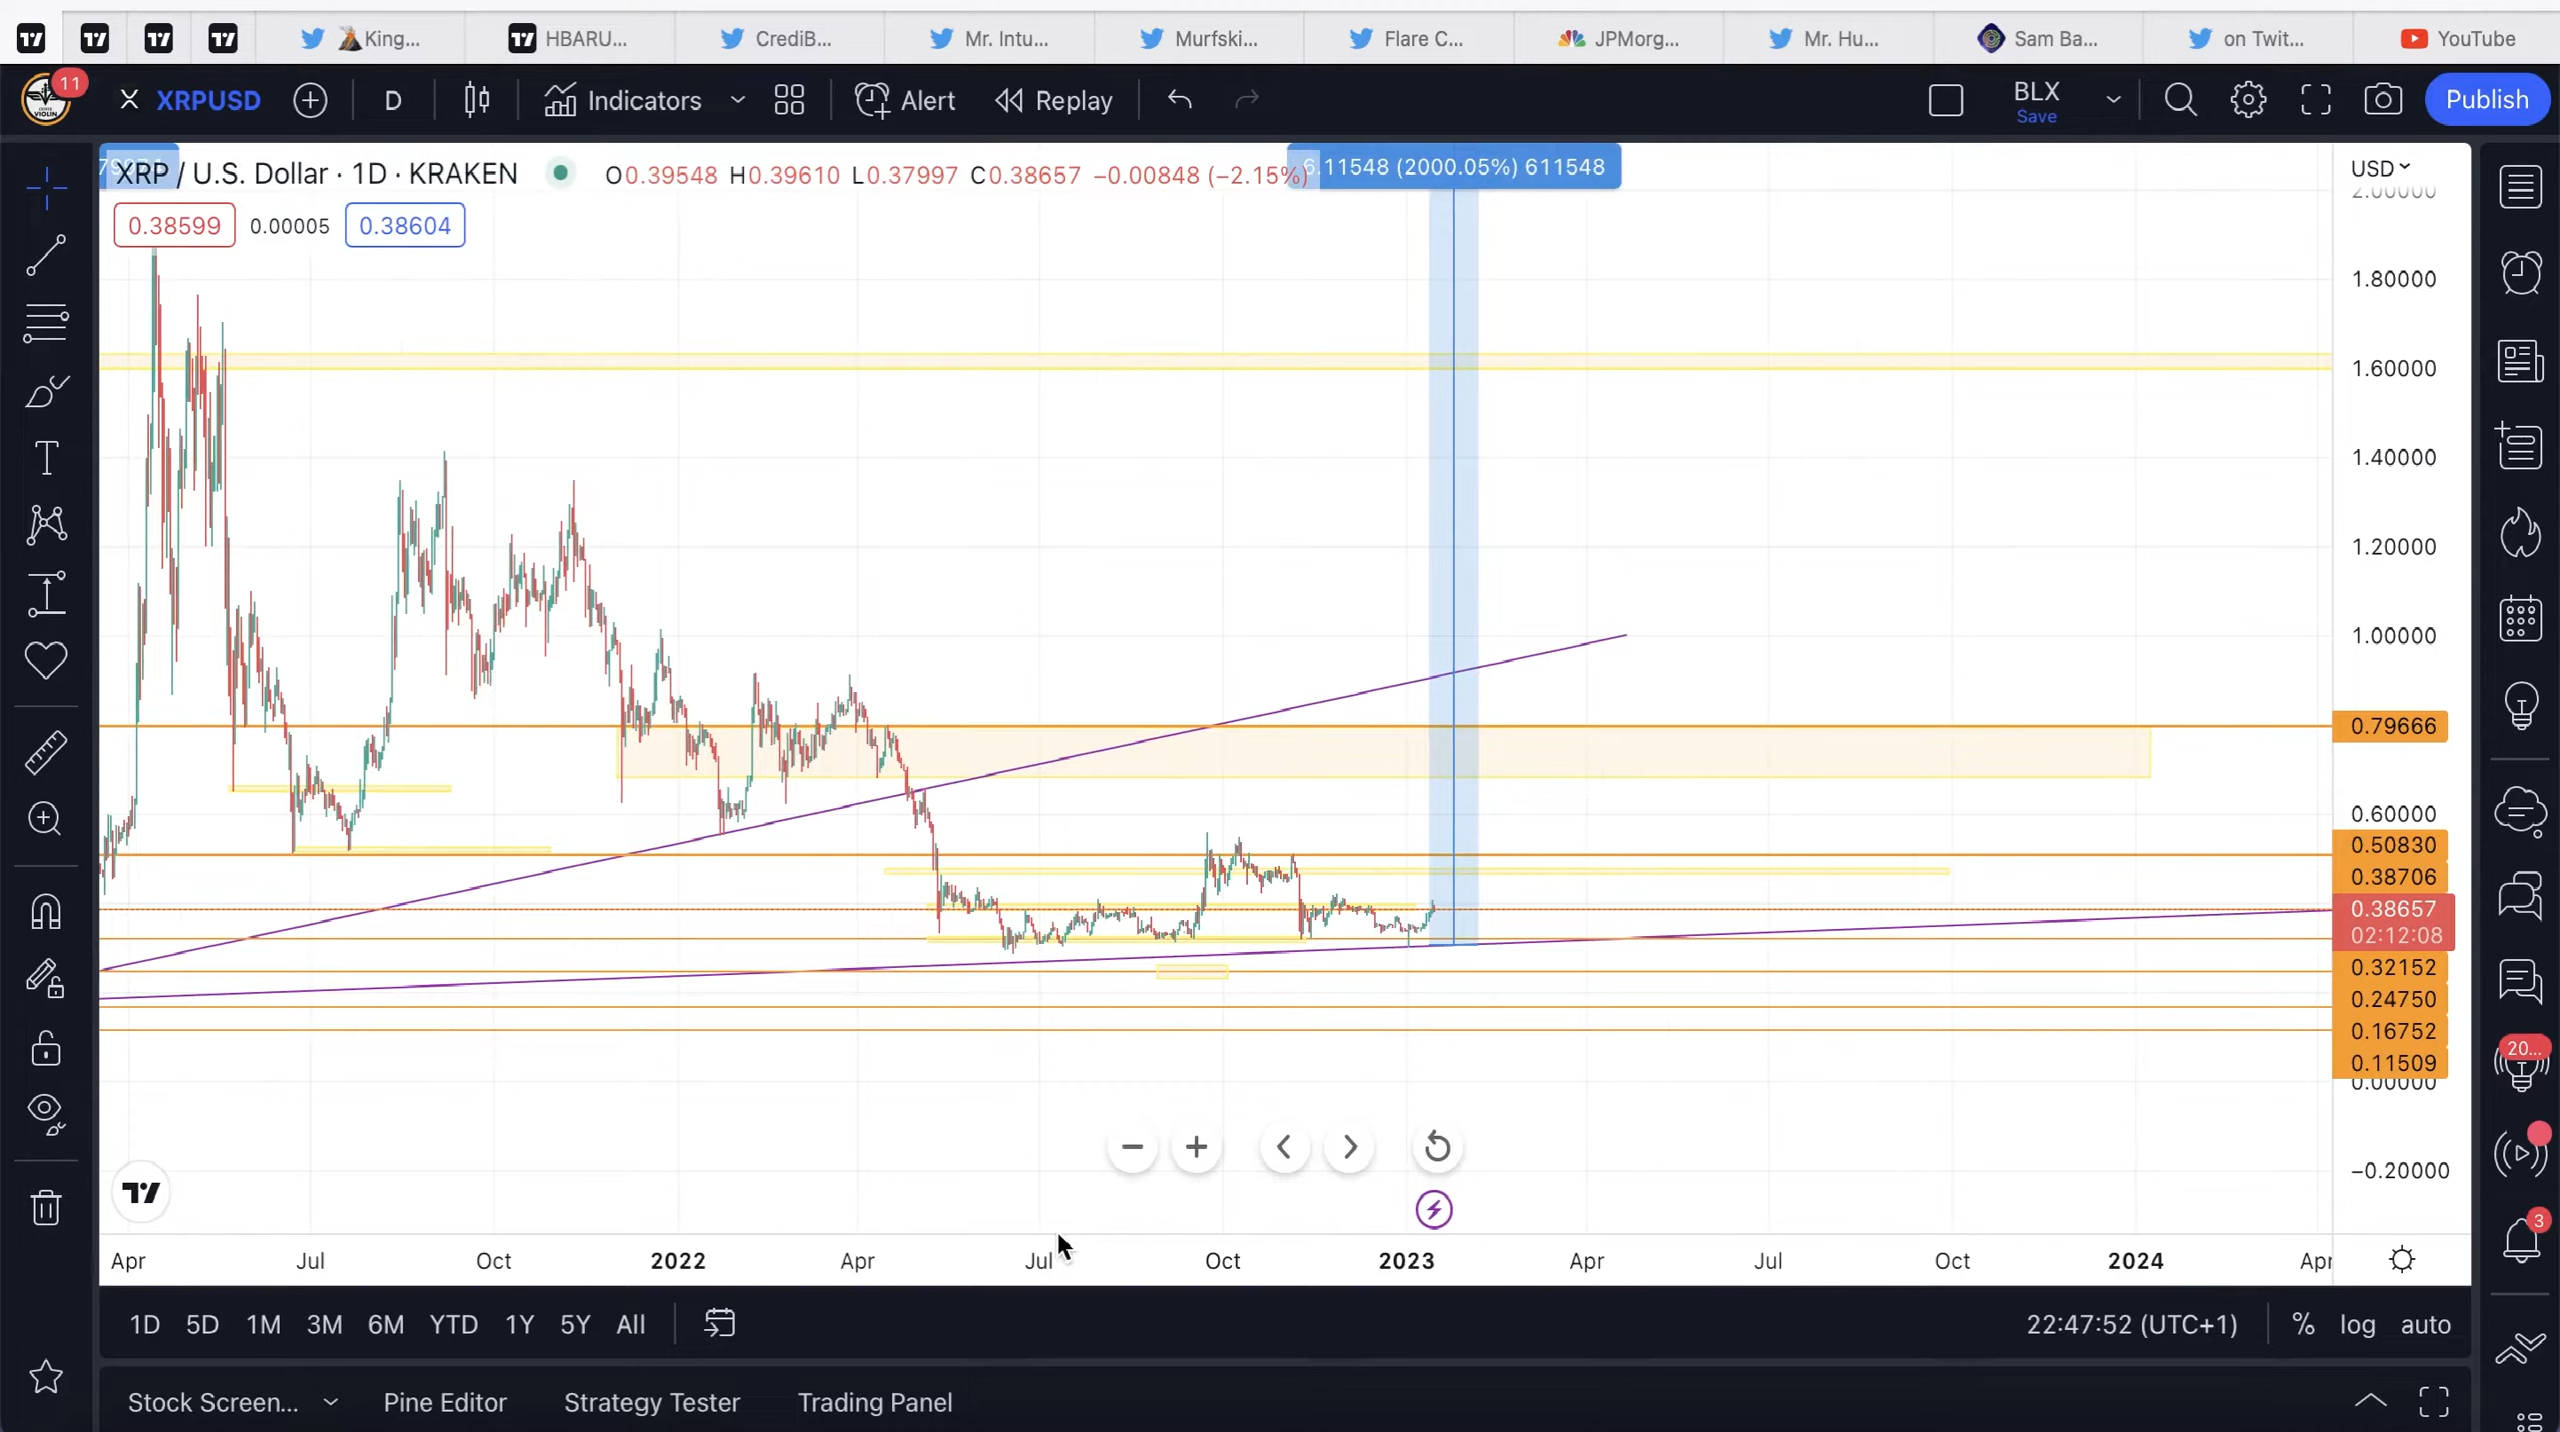 King...
HBARU...
CrediB...
Mr. Intu...
Murfski...
Flare C...
JPMorg...
Mr. Hu...
Sam Ba...
on Twit...
YouTube
11
XRPUSD
D
Indicators
Alert
Replay
BLX
Save
Publish
XRP / U.S. Dollar · 1D · KRAKEN
O0.39548 H0.39610 L0.37997 C0.38657 −0.00848 (−2.15%)
6.11548 (2000.05%) 611548
USD
0.38599
0.00005
0.38604
2.00000
1.80000
1.60000
1.40000
1.20000
1.00000
0.79666
0.60000
0.50830
0.38706
0.38657
02:12:08
0.32152
0.24750
0.16752
0.11509
0.00000
−0.20000
20...
3
Apr Jul Oct 2022 Apr Jul Oct 2023 Apr Jul Oct 2024 Apr
1D 5D 1M 3M 6M YTD 1Y 5Y All
22:47:52 (UTC+1) % log auto
Stock Screen... Pine Editor Strategy Tester Trading Panel